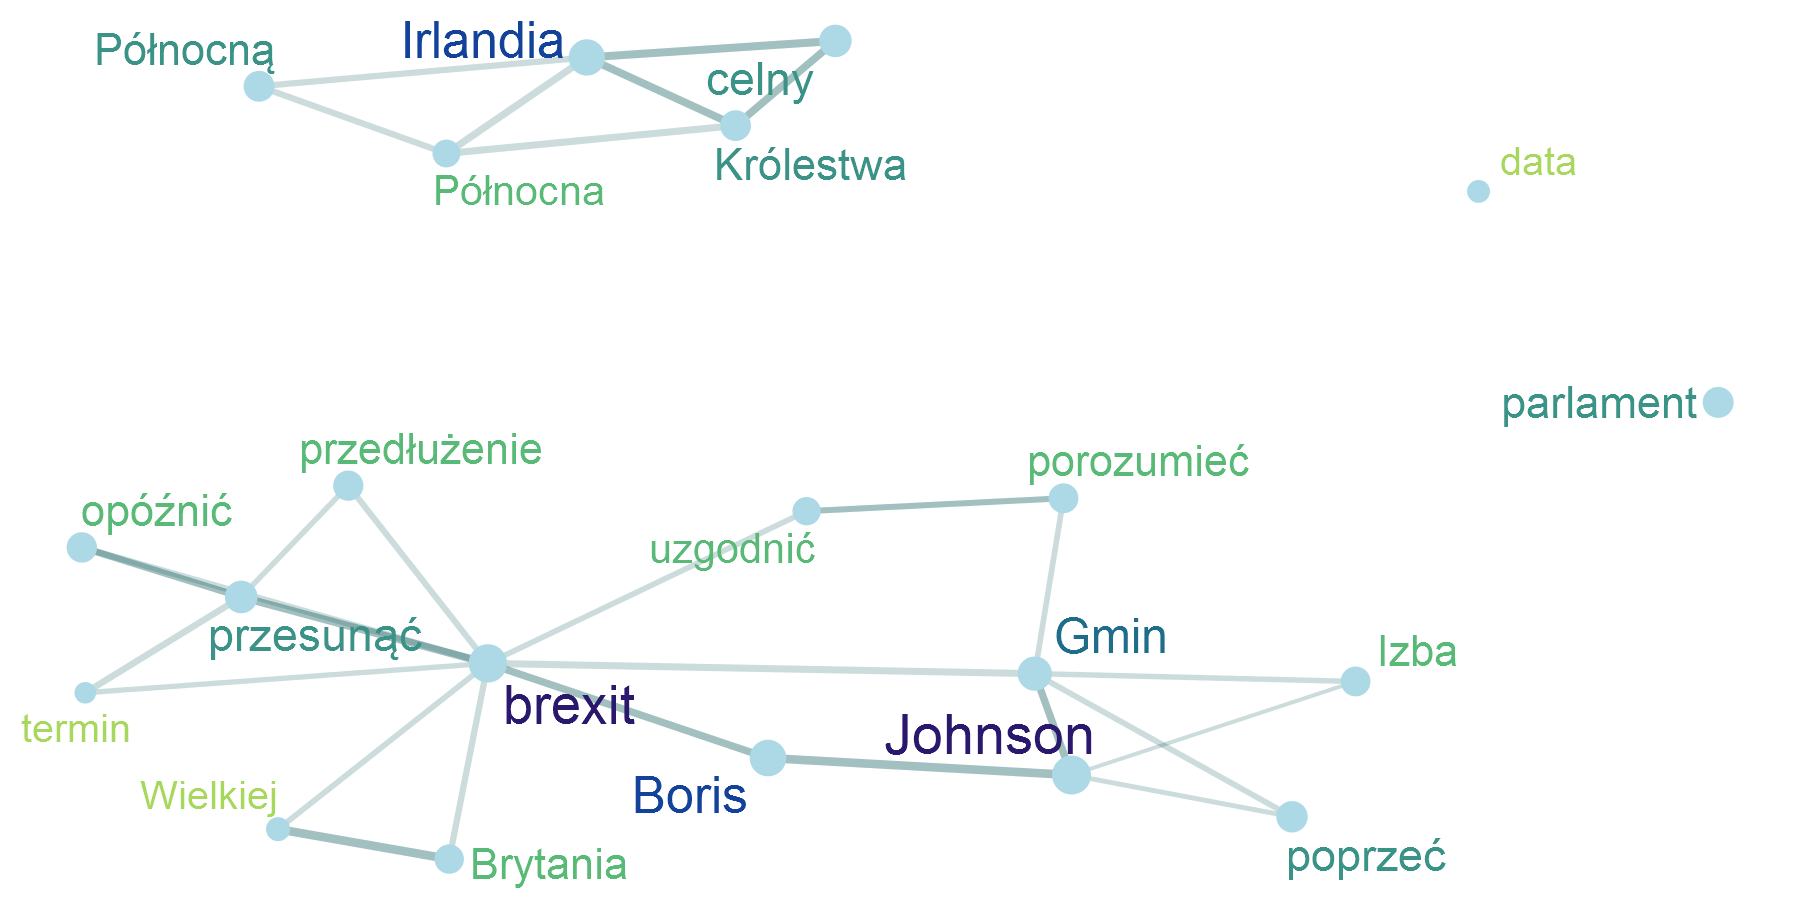 Północną
Irlandia
celny
Królestwa
Północna
data
parlament
przedłużenie
opóźnić
porozumieć
uzgodnić
przesunąć
Gmin
Izba
brexit
termin
Johnson
Wielkiej
Boris
Brytania
poprzeć